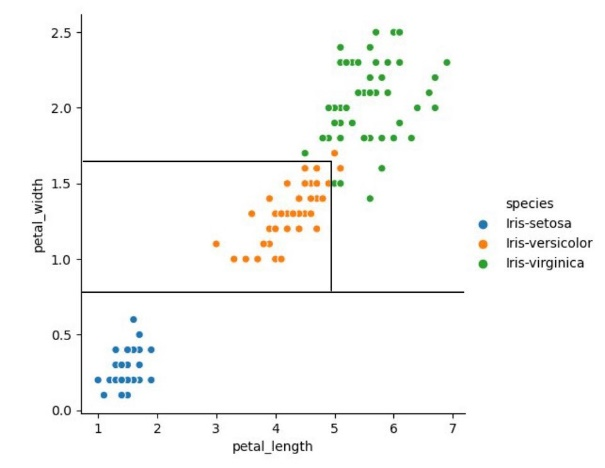 2.5
2.0
1.5
1.0
0.5
0.0
petal_width
1 2 3 4 5 6 7
petal_length
species
Iris-setosa
Iris-versicolor
Iris-virginica